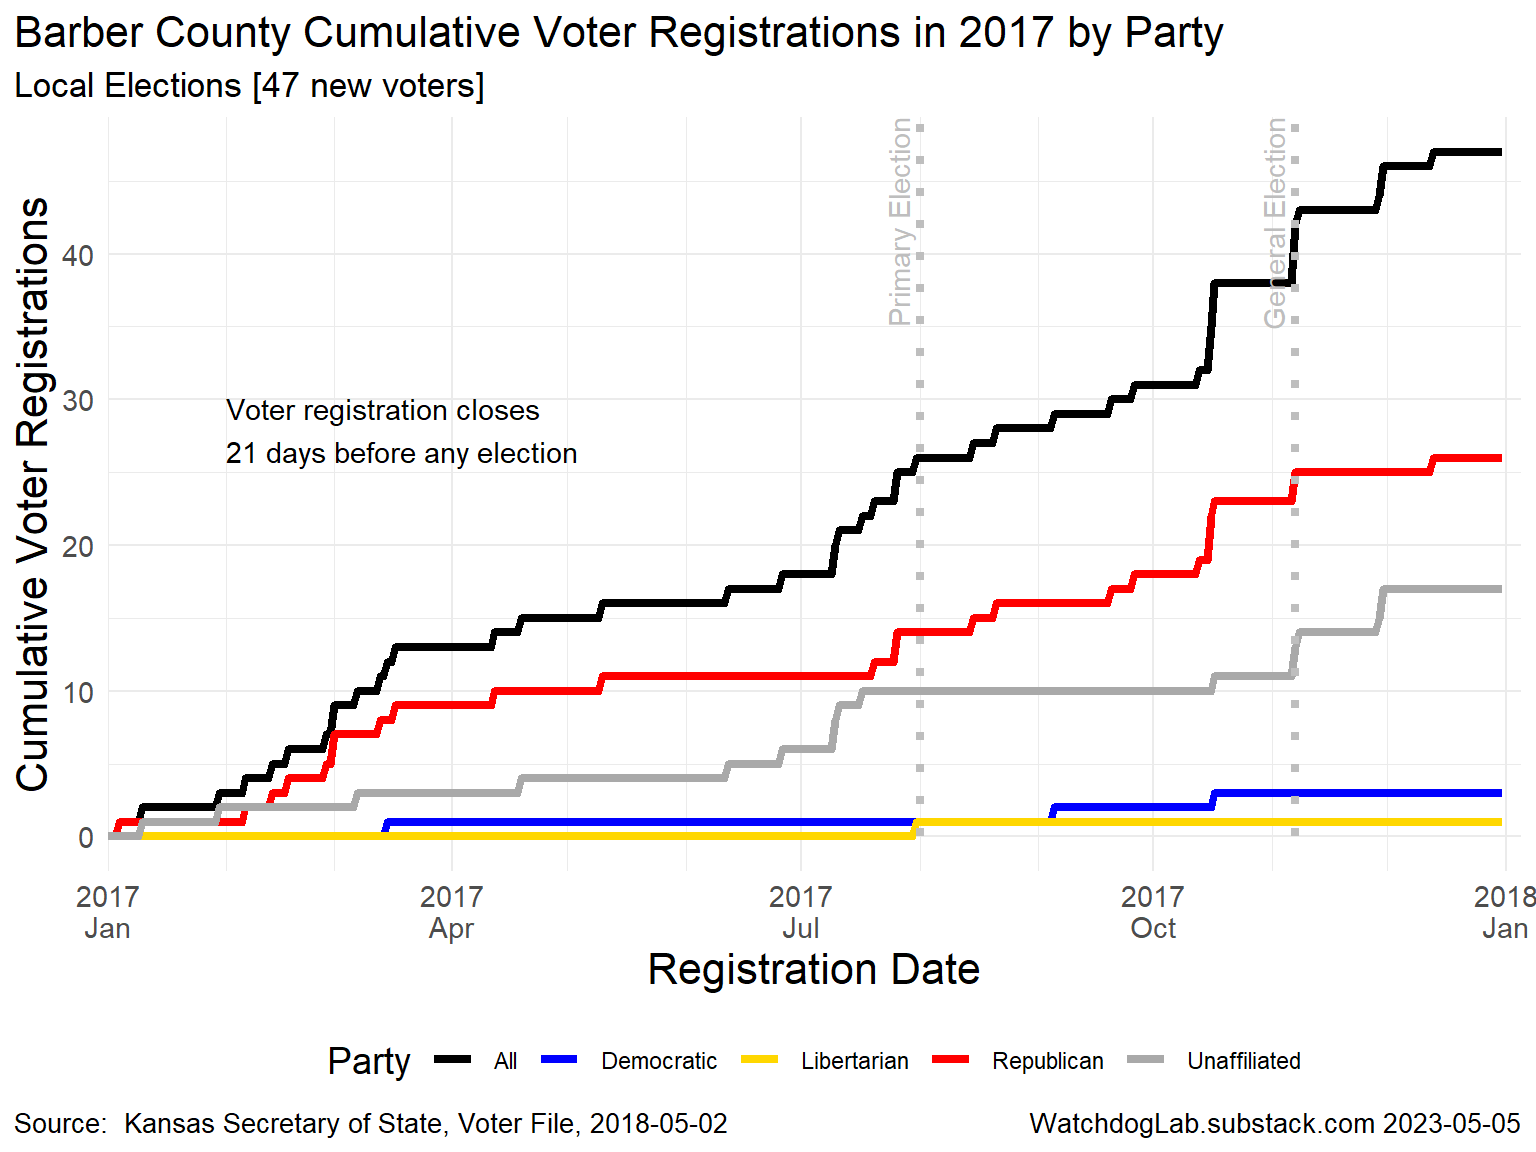 Barber County Cumulative Voter Registrations in 2017 by Party
Local Elections [47 new voters]
Cumulative Voter Registrations
40
30
20
10
0
Primary Election
General Election
Voter registration closes
21 days before any election
2017
Jan
2017
Apr
2017
Jul
2017
Oct
2018
Jan
Registration Date
Party
All
Democratic
Libertarian
Republican
Unaffiliated
Source:  Kansas Secretary of State, Voter File, 2018-05-02
WatchdogLab.substack.com 2023-05-05